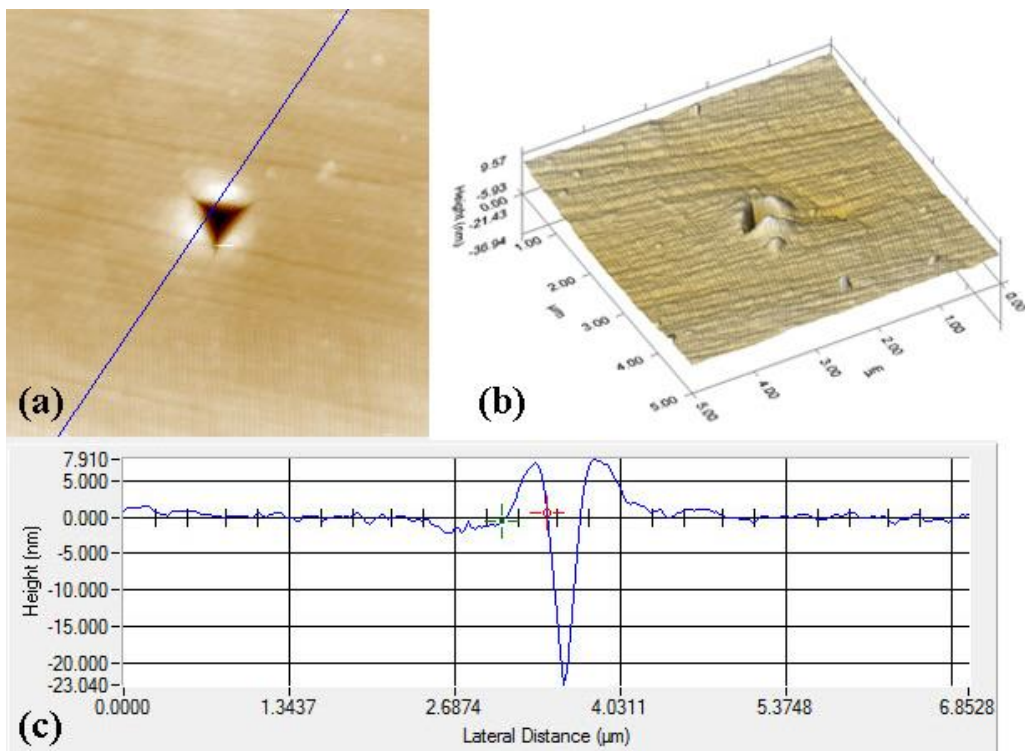 (a)
9.57
-5.93
0.00
-21.43
-36.94
Height (nm)
1.00
2.00
3.00
4.00
5.00
µm
0.00
1.00
2.00
3.00
4.00
5.00
µm
(b)
7.910
5.000
0.000
-5.000
-10.000
-15.000
-20.000
-23.040
Height (nm)
0.0000 1.3437 2.6874 4.0311 5.3748 6.8528
Lateral Distance (µm)
(c)